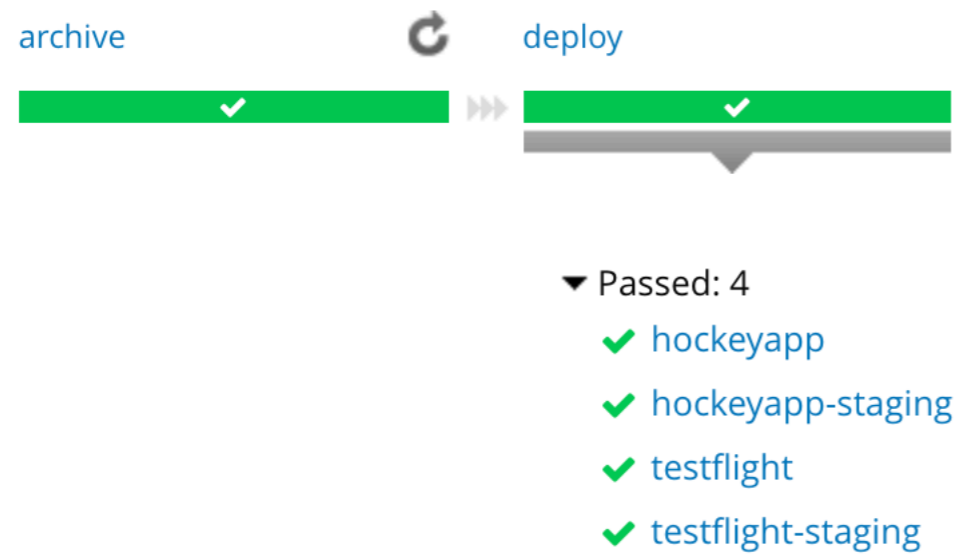 archive
deploy
Passed: 4
hockeyapp
hockeyapp-staging
testflight
testflight-staging